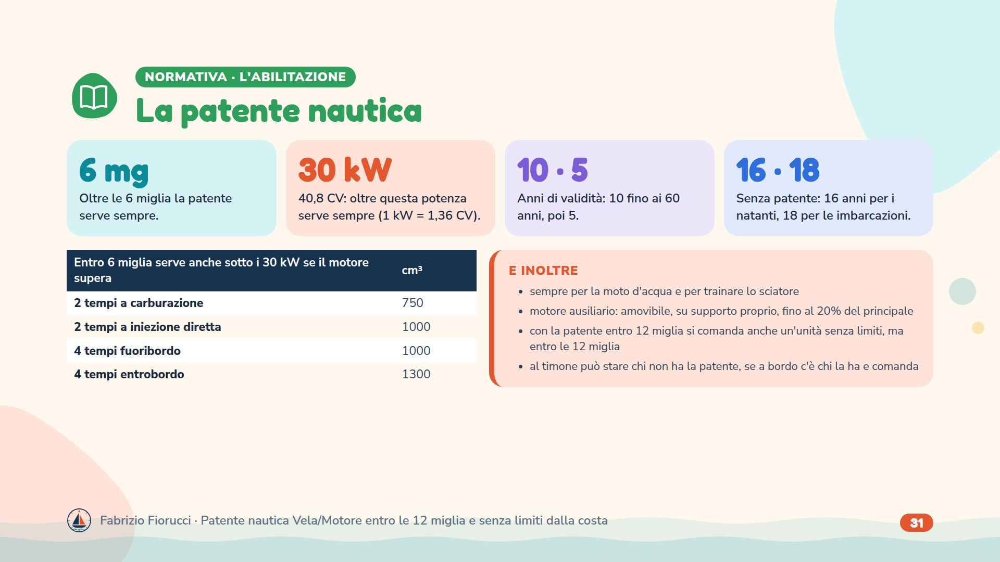 NORMATIVA · L'ABILITAZIONE
La patente nautica
6 mg
Oltre le 6 miglia la patente
serve sempre.
30 kW
40,8 CV: oltre questa potenza
serve sempre (1 kW = 1,36 CV).
10 · 5
Anni di validità: 10 fino ai 60
anni, poi 5.
16 · 18
Senza patente: 16 anni per i
natanti, 18 per le imbarcazioni.
Entro 6 miglia serve anche sotto i 30 kW se il motore
supera
cm³
2 tempi a carburazione 750
2 tempi a iniezione diretta 1000
4 tempi fuoribordo 1000
4 tempi entrobordo 1300
E INOLTRE
• sempre per la moto d'acqua e per trainare lo sciatore
• motore ausiliario: amovibile, su supporto proprio, fino al 20% del principale
• con la patente entro 12 miglia si comanda anche un'unità senza limiti, ma
entro le 12 miglia
• al timone può stare chi non ha la patente, se a bordo c'è chi la ha e comanda
Fabrizio Fiorucci · Patente nautica Vela/Motore entro le 12 miglia e senza limiti dalla costa
31